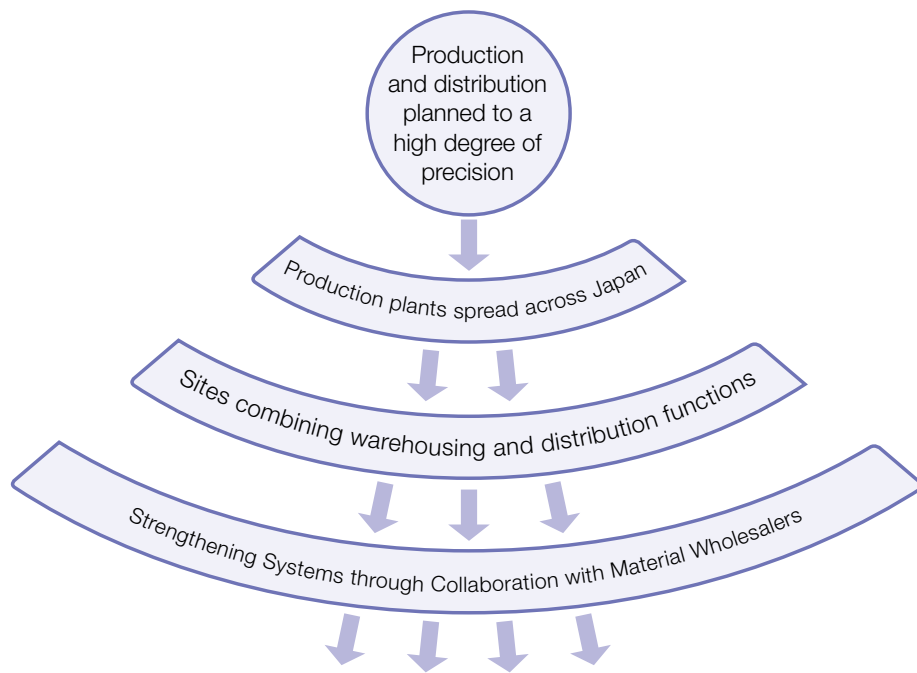 Production
and distribution
planned to a
high degree of
precision
Production plants spread across Japan
Sites combining warehousing and distribution functions
Strengthening Systems through Collaboration with Material Wholesalers